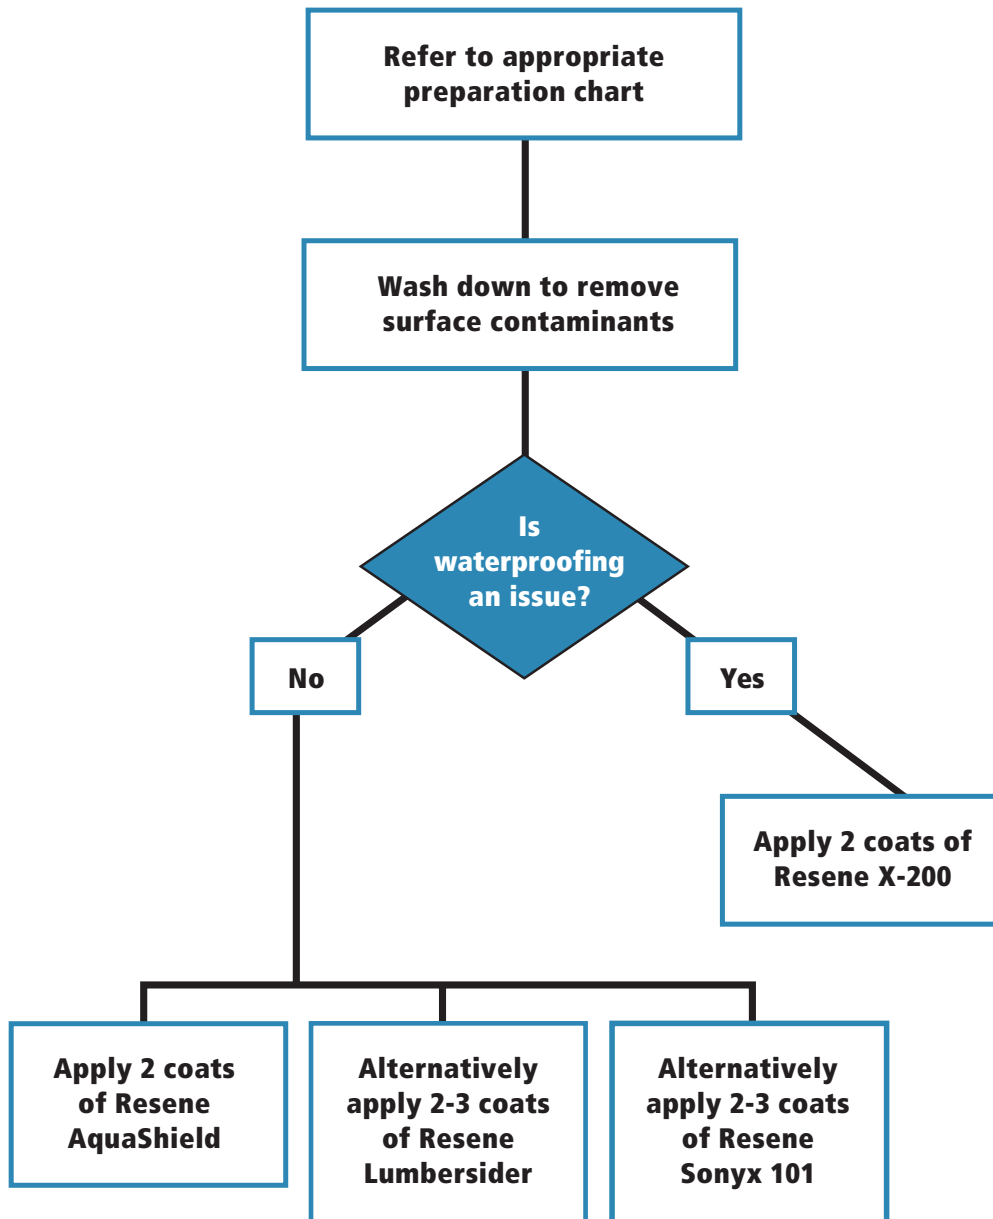 Refer to appropriate
preparation chart
Wash down to remove
surface contaminants
Is
waterproofing
an issue?
No
Yes
Apply 2 coats of
Resene X-200
Apply 2 coats
of Resene
AquaShield
Alternatively
apply 2-3 coats
of Resene
Lumbersider
Alternatively
apply 2-3 coats
of Resene
Sonyx 101